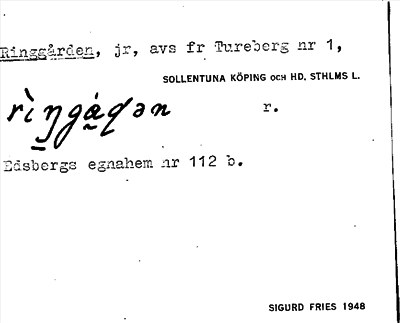 Ringgården, jr, avs fr Tureberg nr 1,
SOLLENTUNA KÖPING OCH HD, STHLMS L.
r.
Edsbergs egnahem nr 112 b.
SIGURD FRIES 1948